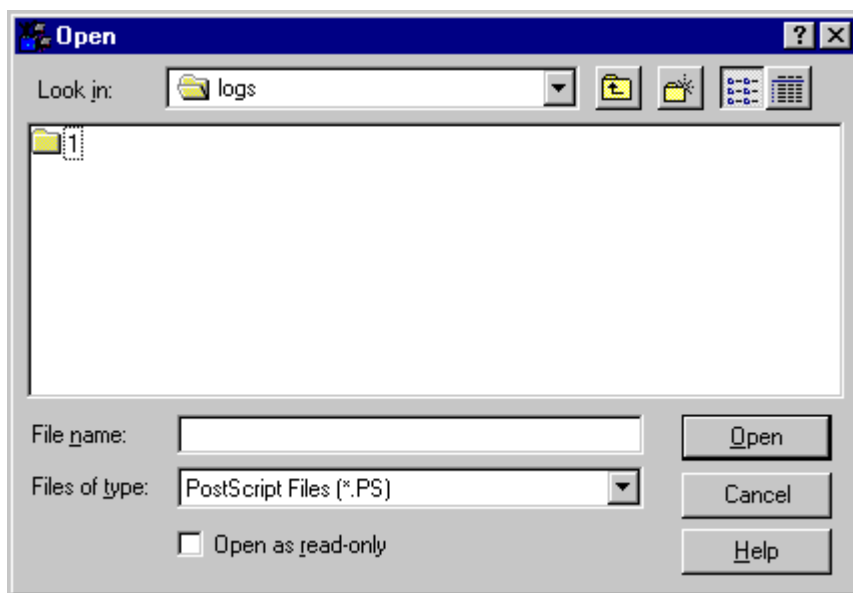 Open
Look in: logs
1
File name: Open
Files of type: PostScript Files (*.PS) Cancel
Open as read-only Help